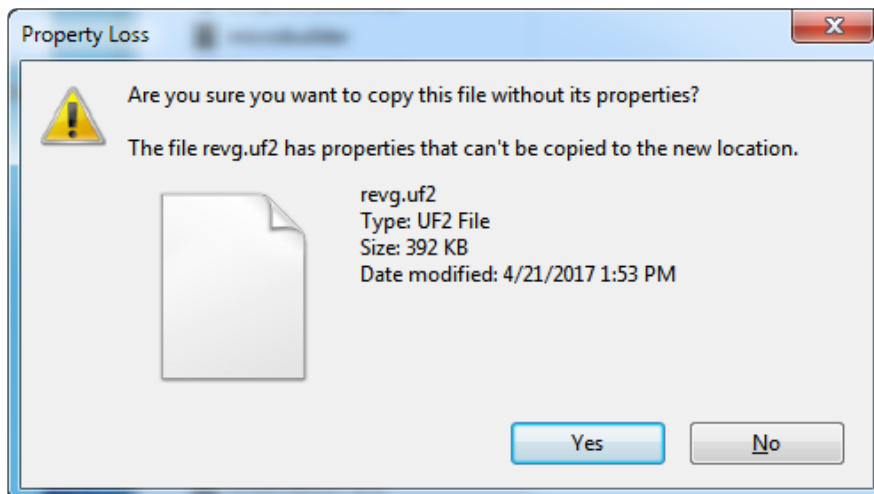 Property Loss
Are you sure you want to copy this file without its properties?
The file revg.uf2 has properties that can't be copied to the new location.
revg.uf2
Type: UF2 File
Size: 392 KB
Date modified: 4/21/2017 1:53 PM
Yes
No